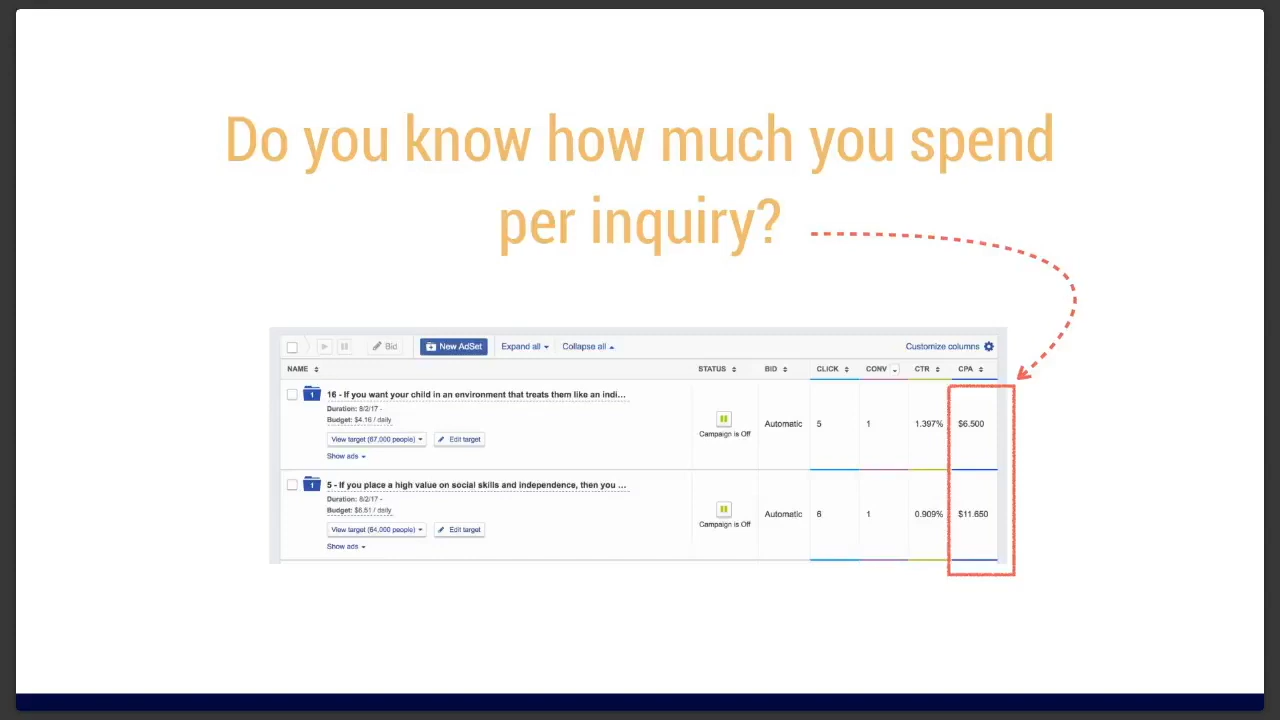 Do you know how much you spend
per inquiry?
Bid New AdSet Expand all Collapse all Customize columns
NAME STATUS BID CLICK CONV CTR CPA
1 16 - If you want your child in an environment that treats them like an indi...
Duration: 8/2/17 -
Budget: $4.16 / daily
Campaign is Off Automatic 5 1 1.397% $6.500
View target (67,000 people) Edit target
Show ads
1 5 - If you place a high value on social skills and independence, then you ...
Duration: 8/2/17 -
Budget: $6.51 / daily
Campaign is Off Automatic 6 1 0.909% $11.650
View target (64,000 people) Edit target
Show ads